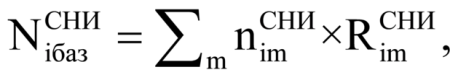 N_{iбаз}^{СНИ} = ∑_m n_{im}^{СНИ} × R_{im}^{СНИ} ,